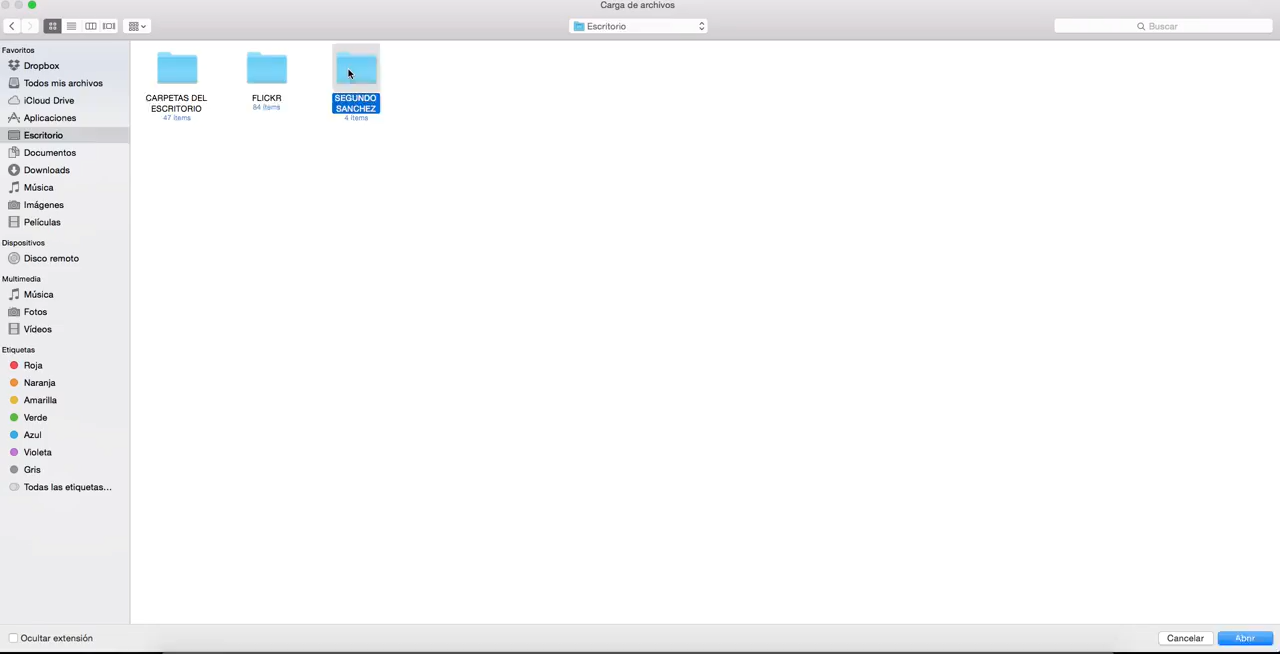 Carga de archivos
Escritorio
Buscar
Favoritos
Dropbox
Todos mis archivos
iCloud Drive
Aplicaciones
Escritorio
Documentos
Downloads
Música
Imágenes
Películas
Dispositivos
Disco remoto
Multimedia
Música
Fotos
Vídeos
Etiquetas
Roja
Naranja
Amarilla
Verde
Azul
Violeta
Gris
Todas las etiquetas...
CARPETAS DEL
ESCRITORIO
47 ítems
FLICKR
84 ítems
SEGUNDO
SANCHEZ
4 ítems
Ocultar extensión
Cancelar
Abrir